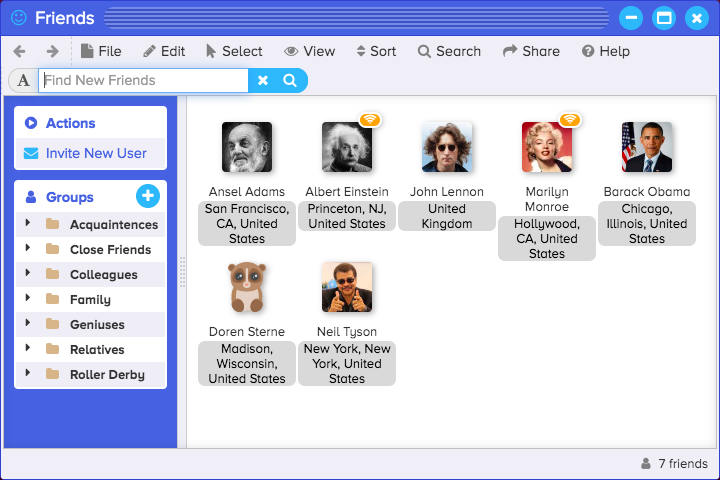 Friends
File Edit Select View Sort Search Share Help
A Find New Friends
Actions
Invite New User
Groups
Acquaintences
Close Friends
Colleagues
Family
Geniuses
Relatives
Roller Derby
Ansel Adams
San Francisco,
CA, United
States
Albert Einstein
Princeton, NJ,
United States
John Lennon
United
Kingdom
Marilyn
Monroe
Hollywood,
CA, United
States
Barack Obama
Chicago,
Illinois, United
States
Doren Sterne
Madison,
Wisconsin,
United States
Neil Tyson
New York, New
York, United
States
7 friends